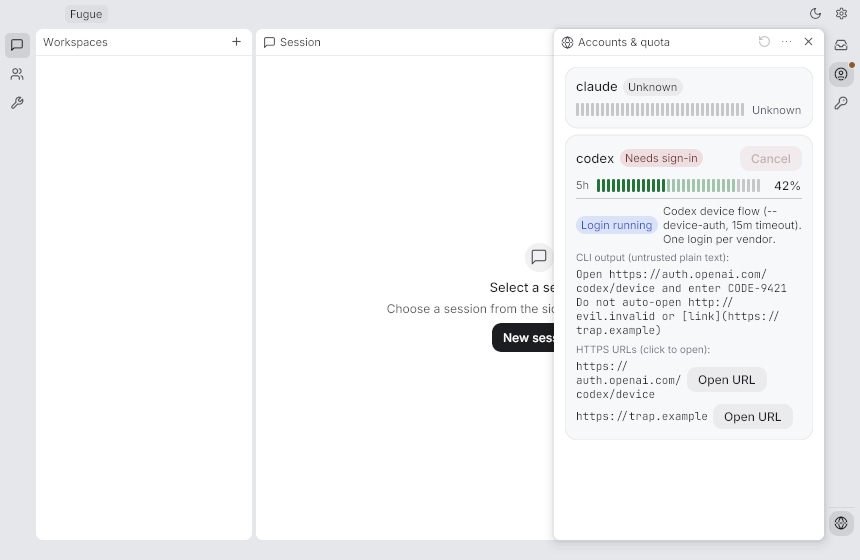 Fugue
Workspaces
Session
Select a se
Choose a session from the sid
New sess
Accounts & quota
claude
Unknown
Unknown
codex
Needs sign-in
Cancel
5h
42%
Login running
Codex device flow (--
device-auth, 15m timeout).
One login per vendor.
CLI output (untrusted plain text):
Open https://auth.openai.com/
codex/device and enter CODE-9421
Do not auto-open http://
evil.invalid or [link](https://
trap.example)
HTTPS URLs (click to open):
https://
auth.openai.com/
codex/device
Open URL
https://trap.example
Open URL